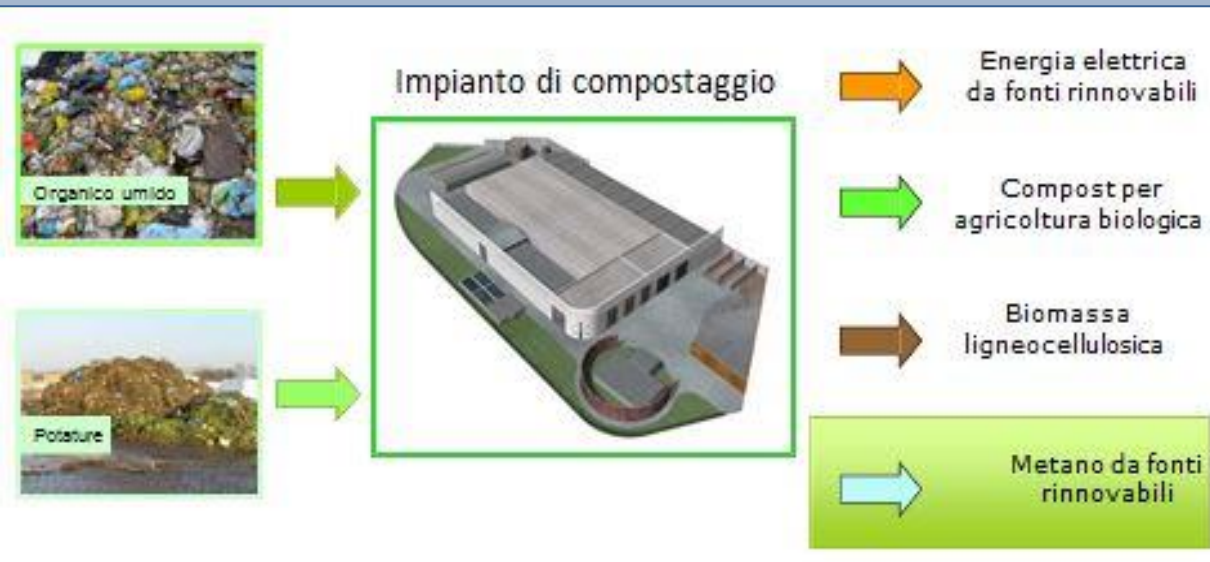 Organico umido
Potature
Impianto di compostaggio
Energia elettrica
da fonti rinnovabili
Compost per
agricoltura biologica
Biomassa
ligneocellulosica
Metano da fonti
rinnovabili